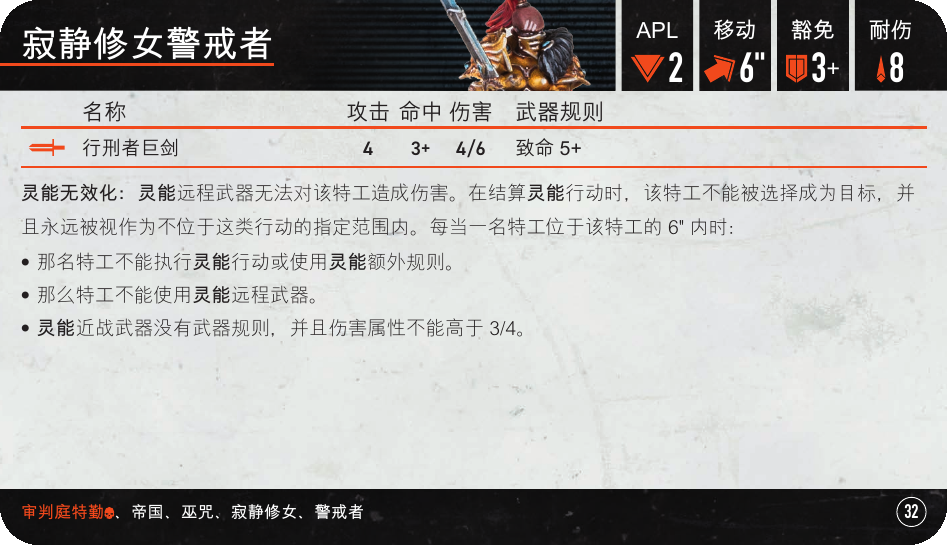 寂静修女警戒者
APL 移动 豁免 耐伤
2 6" 3+ 8
名称 攻击 命中 伤害 武器规则
行刑者巨剑 4 3+ 4/6 致命 5+
灵能无效化：灵能远程武器无法对该特工造成伤害。在结算灵能行动时，该特工不能被选择成为目标，并
且永远被视作为不位于这类行动的指定范围内。每当一名特工位于该特工的 6" 内时：
• 那名特工不能执行灵能行动或使用灵能额外规则。
• 那么特工不能使用灵能远程武器。
• 灵能近战武器没有武器规则，并且伤害属性不能高于 3/4。
审判庭特勤、帝国、巫咒、寂静修女、警戒者
32